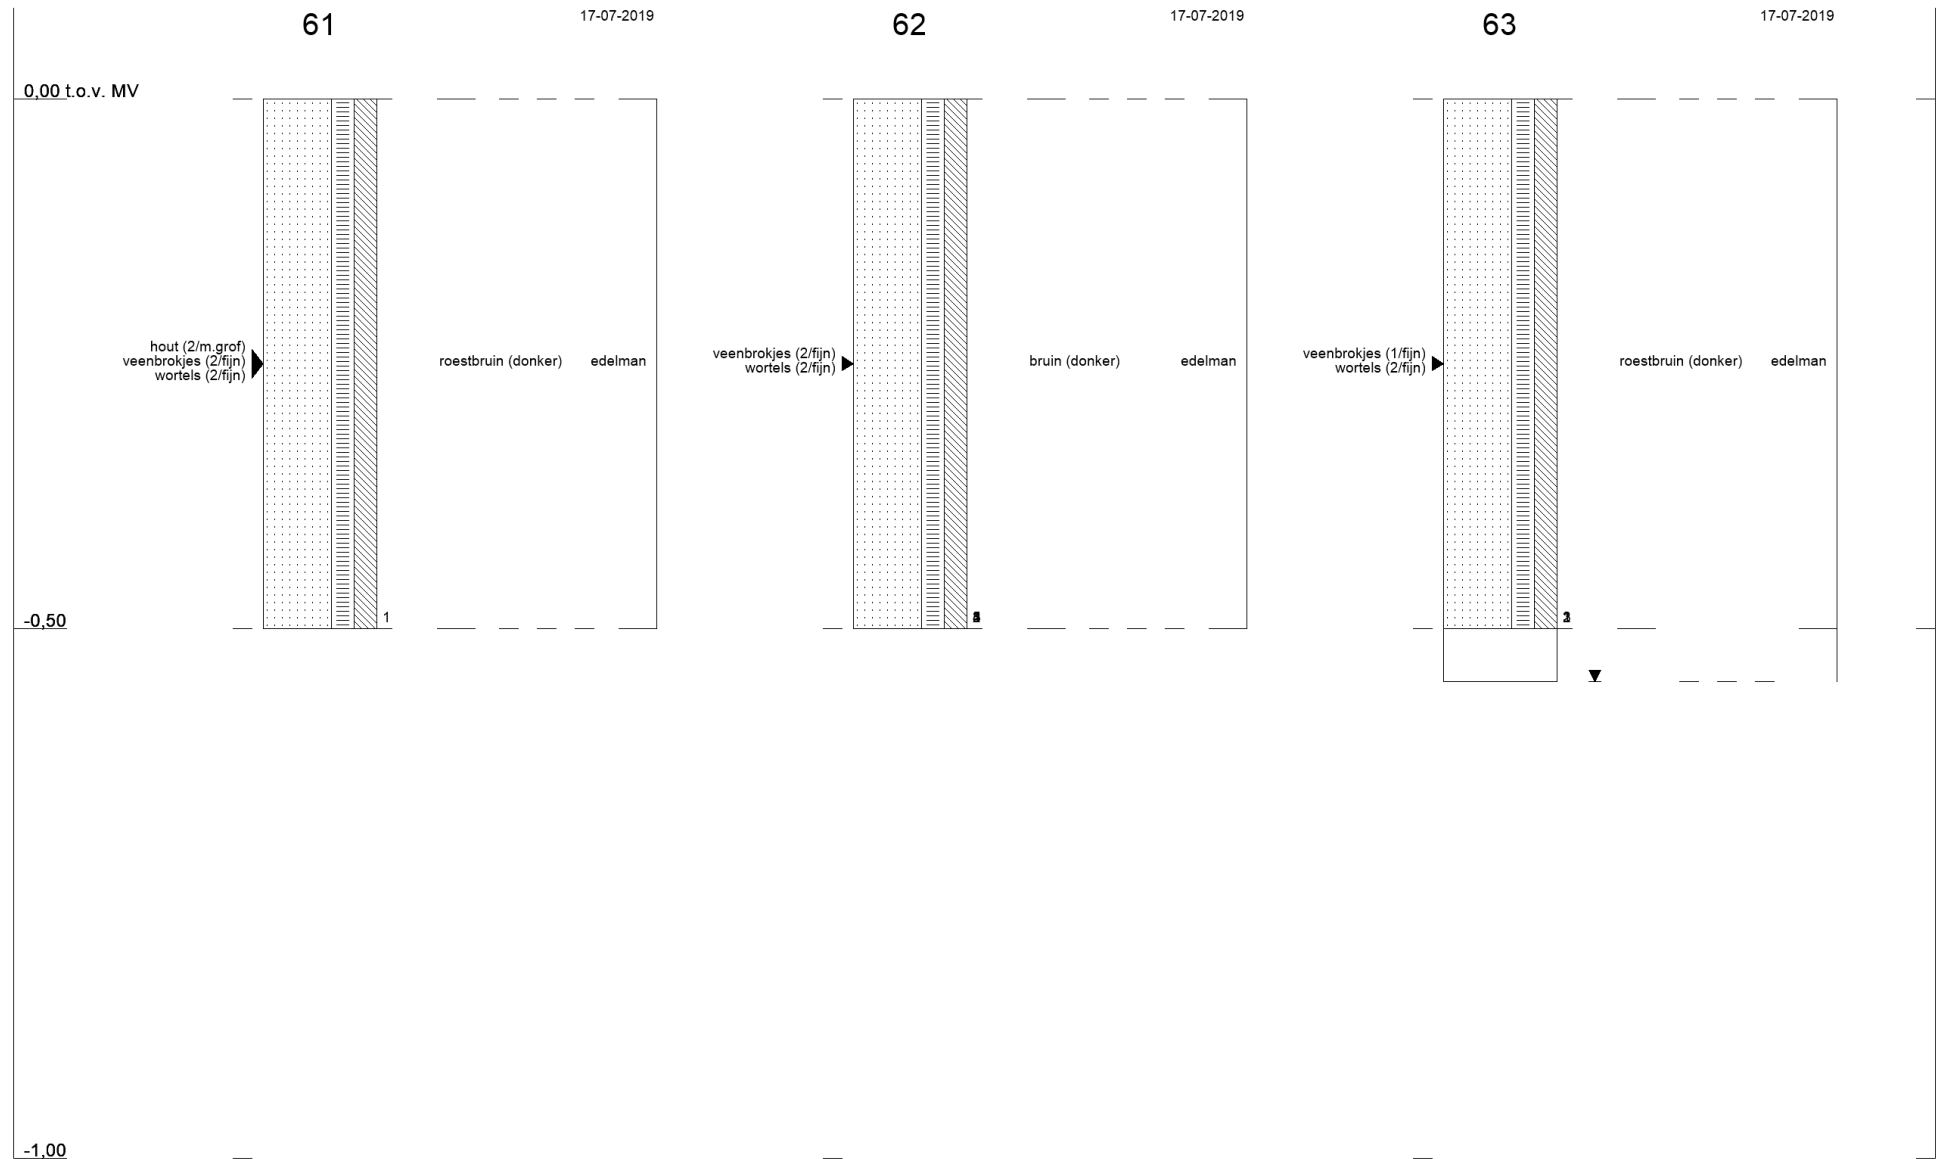 61
17-07-2019
62
17-07-2019
63
17-07-2019
0,00 t.o.v. MV
hout (2/m.grof)
veenbrokjes (2/fijn)
wortels (2/fijn)
roestbruin (donker)
edelman
veenbrokjes (2/fijn)
wortels (2/fijn)
bruin (donker)
edelman
veenbrokjes (1/fijn)
wortels (2/fijn)
roestbruin (donker)
edelman
1
-0,50
-1,00